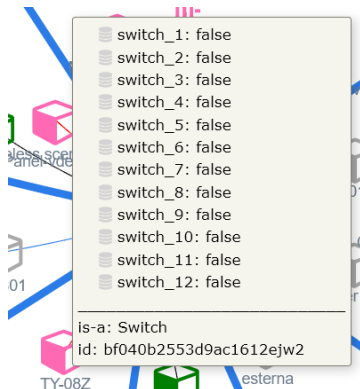 switch_1: false
switch_2: false
switch_3: false
switch_4: false
switch_5: false
switch_6: false
switch_7: false
switch_8: false
switch_9: false
switch_10: false
switch_11: false
switch_12: false
is-a: Switch
id: bf040b2553d9ac1612ejw2
TY-08Z
esterna